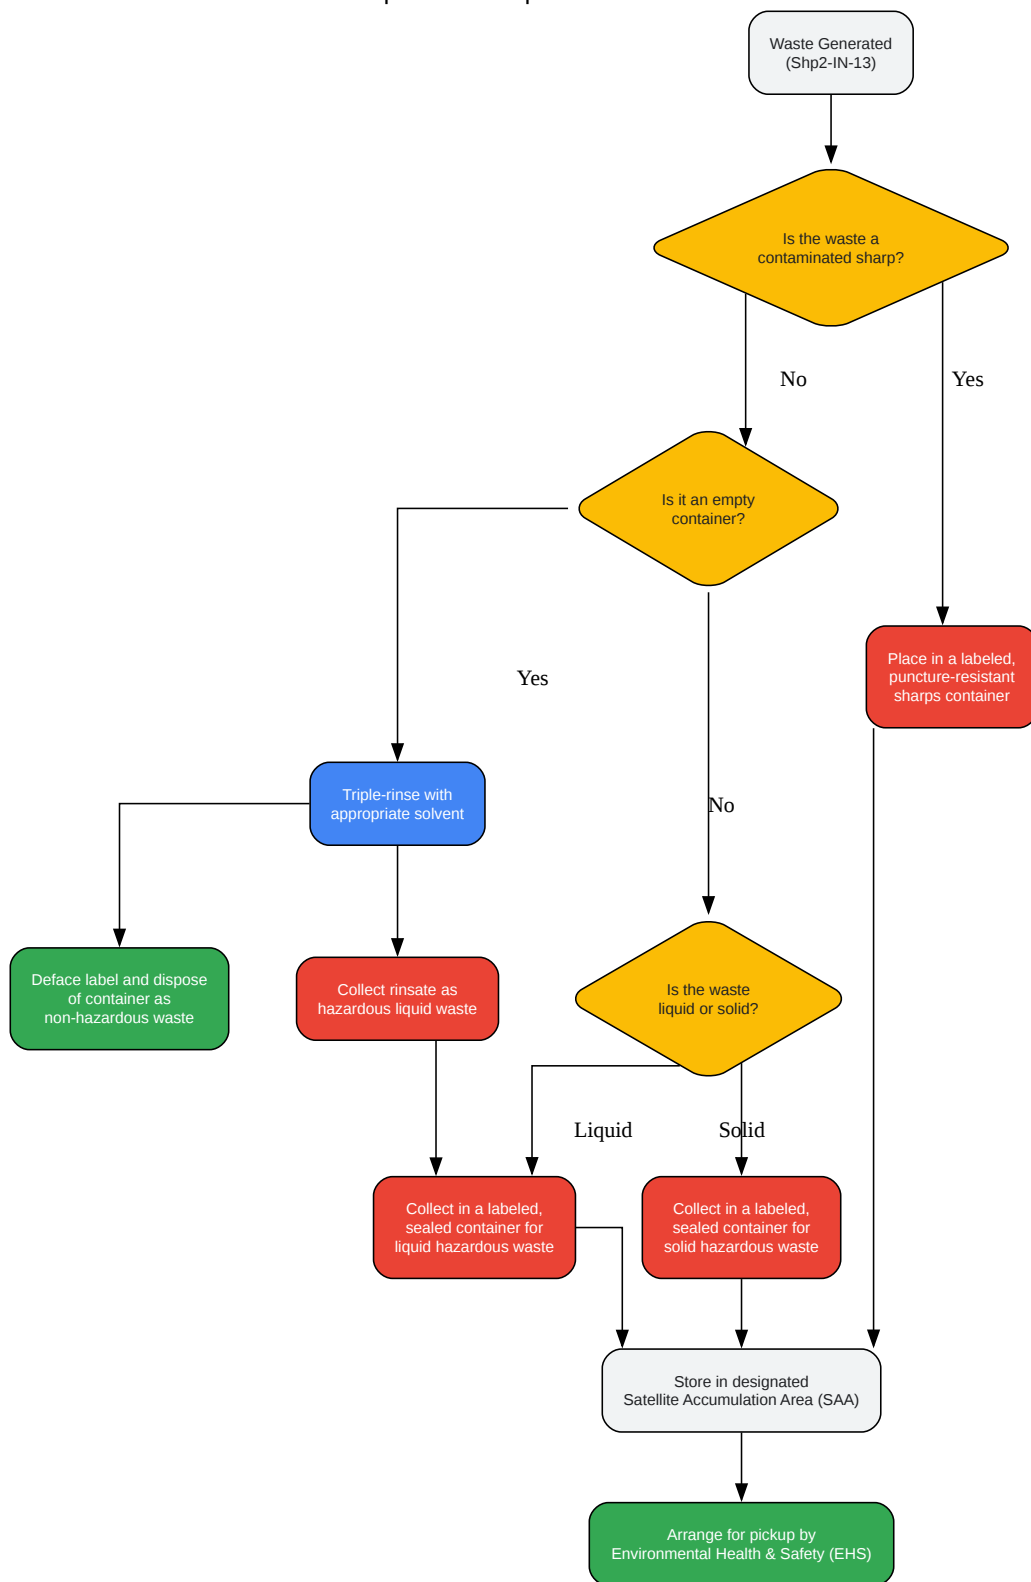 Waste Generated
(Shp2-IN-13)
Is the waste a
contaminated sharp?
No
Yes
Is it an empty
container?
Place in a labeled,
puncture-resistant
sharps container
Yes
Triple-rinse with
appropriate solvent
No
Deface label and dispose
of container as
non-hazardous waste
Collect rinsate as
hazardous liquid waste
Is the waste
liquid or solid?
Liquid
Solid
Collect in a labeled,
sealed container for
liquid hazardous waste
Collect in a labeled,
sealed container for
solid hazardous waste
Store in designated
Satellite Accumulation Area (SAA)
Arrange for pickup by
Environmental Health & Safety (EHS)